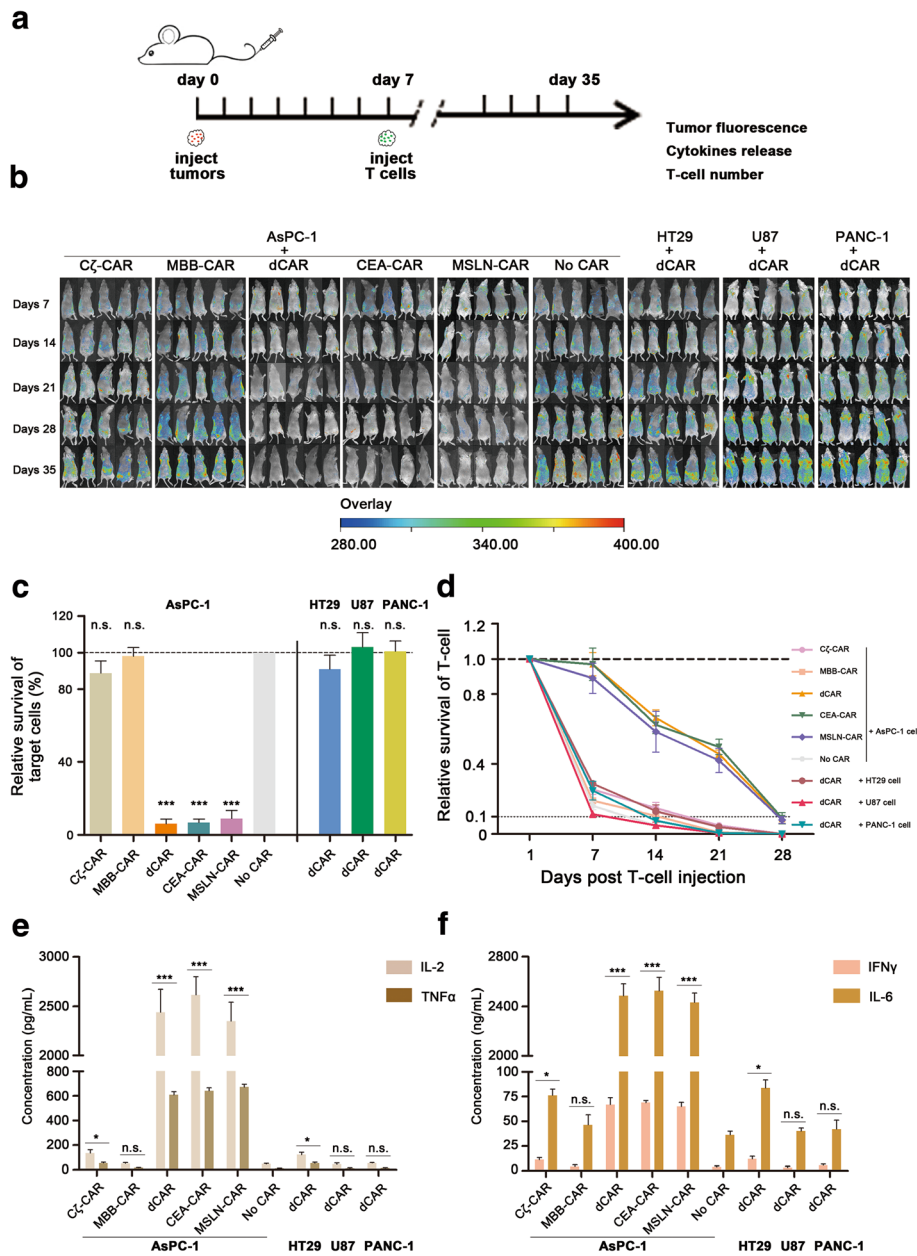 a
day 0
day 7
day 35
inject
tumors
inject
T cells
Tumor fluorescence
Cytokines release
T-cell number
b
AsPC-1
+
dCAR
Cζ-CAR
MBB-CAR
CEA-CAR
MSLN-CAR
No CAR
HT29
+
dCAR
U87
+
dCAR
PANC-1
+
dCAR
Days 7
Days 14
Days 21
Days 28
Days 35
Overlay
280.00
340.00
400.00
c
AsPC-1
HT29 U87 PANC-1
n.s. n.s. n.s. n.s. n.s.
*** *** ***
Relative survival of
target cells (%)
120
100
80
40
0
Cζ-CAR
MBB-CAR
dCAR
CEA-CAR
MSLN-CAR
No CAR
dCAR
dCAR
dCAR
d
Relative survival of T-cell
1.2
1.0
0.8
0.4
0.1
0
1 7 14 21 28
Days post T-cell injection
Cζ-CAR
MBB-CAR
dCAR
CEA-CAR
MSLN-CAR
No CAR
+ AsPC-1 cell
dCAR + HT29 cell
dCAR + U87 cell
dCAR + PANC-1 cell
e
Concentration (pg/mL)
3000
2500
2000
800
600
400
200
0
IL-2
TNFα
* n.s. *** *** *** * n.s. n.s.
Cζ-CAR
MBB-CAR
dCAR
CEA-CAR
MSLN-CAR
No CAR
dCAR
dCAR
dCAR
AsPC-1
HT29 U87 PANC-1
f
Concentration (ng/mL)
2800
2400
2000
100
75
50
25
0
IFNγ
IL-6
* n.s. *** *** *** * n.s. n.s.
Cζ-CAR
MBB-CAR
dCAR
CEA-CAR
MSLN-CAR
No CAR
dCAR
dCAR
dCAR
AsPC-1
HT29 U87 PANC-1